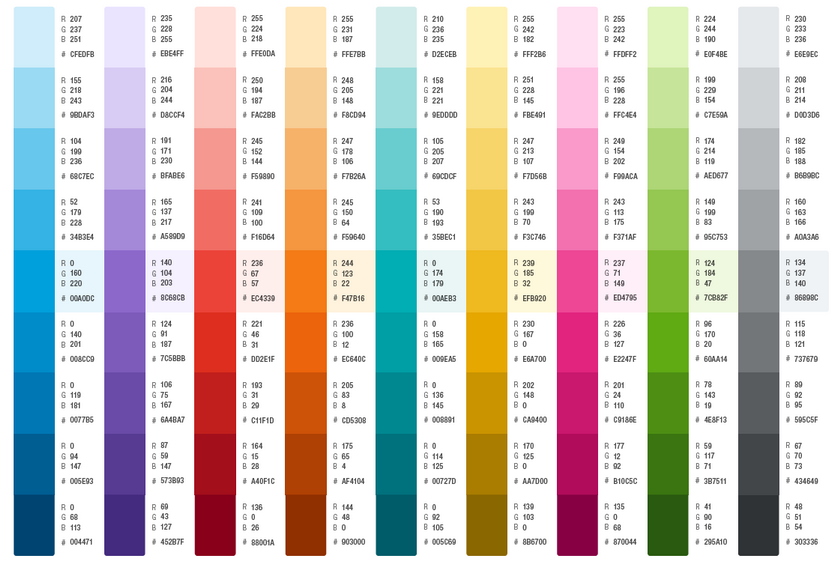 R 207
G 237
B 251
# CFEDFB
R 155
G 218
B 243
# 9BDAF3
R 104
G 199
B 236
# 68C7EC
R 52
G 179
B 228
# 34B3E4
R 0
G 160
B 220
# 00A0DC
R 0
G 140
B 201
# 008CC9
R 0
G 119
B 181
# 0077B5
R 0
G 94
B 147
# 005E93
R 0
G 68
B 113
# 004471
R 235
G 228
B 255
# EBE4FF
R 216
G 204
B 244
# D8CCF4
R 191
G 171
B 230
# BFABE6
R 165
G 137
B 217
# A589D9
R 140
G 104
B 203
# 8C68CB
R 124
G 91
B 187
# 7C5BBB
R 106
G 75
B 167
# 6A4BA7
R 87
G 59
B 147
# 573B93
R 69
G 43
B 127
# 452B7F
R 255
G 224
B 218
# FFE0DA
R 250
G 194
B 187
# FAC2BB
R 245
G 152
B 144
# F59890
R 241
G 109
B 100
# F16D64
R 236
G 67
B 57
# EC4339
R 221
G 46
B 31
# DD2E1F
R 193
G 31
B 29
# C11F1D
R 164
G 15
B 28
# A40F1C
R 136
G 0
B 26
# 88001A
R 255
G 231
B 187
# FFE7BB
R 248
G 205
B 148
# F8CD94
R 247
G 178
B 106
# F7B26A
R 245
G 150
B 64
# F59640
R 244
G 123
B 22
# F47B16
R 236
G 100
B 12
# EC640C
R 205
G 83
B 8
# CD5308
R 175
G 65
B 4
# AF4104
R 144
G 48
B 0
# 903000
R 210
G 236
B 235
# D2ECEB
R 158
G 221
B 221
# 9EDDDD
R 105
G 205
B 207
# 69CDCF
R 53
G 190
B 193
# 35BEC1
R 0
G 174
B 179
# 00AEB3
R 0
G 158
B 165
# 009EA5
R 0
G 136
B 145
# 008891
R 0
G 114
B 125
# 00727D
R 0
G 92
B 105
# 005C69
R 255
G 242
B 182
# FFF2B6
R 251
G 228
B 145
# FBE491
R 247
G 213
B 107
# F7D56B
R 243
G 199
B 70
# F3C746
R 239
G 185
B 32
# EFB920
R 230
G 167
B 0
# E6A700
R 202
G 148
B 0
# CA9400
R 170
G 125
B 0
# AA7D00
R 139
G 103
B 0
# 8B6700
R 255
G 223
B 242
# FFDFF2
R 255
G 196
B 228
# FFC4E4
R 249
G 154
B 202
# F99ACA
R 243
G 113
B 175
# F371AF
R 237
G 71
B 149
# ED4795
R 226
G 36
B 127
# E2247F
R 201
G 24
B 110
# C9186E
R 177
G 12
B 92
# B10C5C
R 135
G 0
B 68
# 870044
R 224
G 244
B 190
# E0F4BE
R 199
G 229
B 154
# C7E59A
R 174
G 214
B 119
# AED677
R 149
G 199
B 83
# 95C753
R 124
G 184
B 47
# 7CB82F
R 96
G 170
B 20
# 60AA14
R 78
G 143
B 19
# 4E8F13
R 59
G 117
B 71
# 3B7511
R 41
G 90
B 16
# 295A10
R 230
G 233
B 236
# E6E9EC
R 208
G 211
B 214
# D0D3D6
R 182
G 185
B 188
# B6B9BC
R 160
G 163
B 166
# A0A3A6
R 134
G 137
B 140
# 86898C
R 115
G 118
B 121
# 737679
R 89
G 92
B 95
# 595C5F
R 67
G 70
B 73
# 434649
R 48
G 51
B 54
# 303336